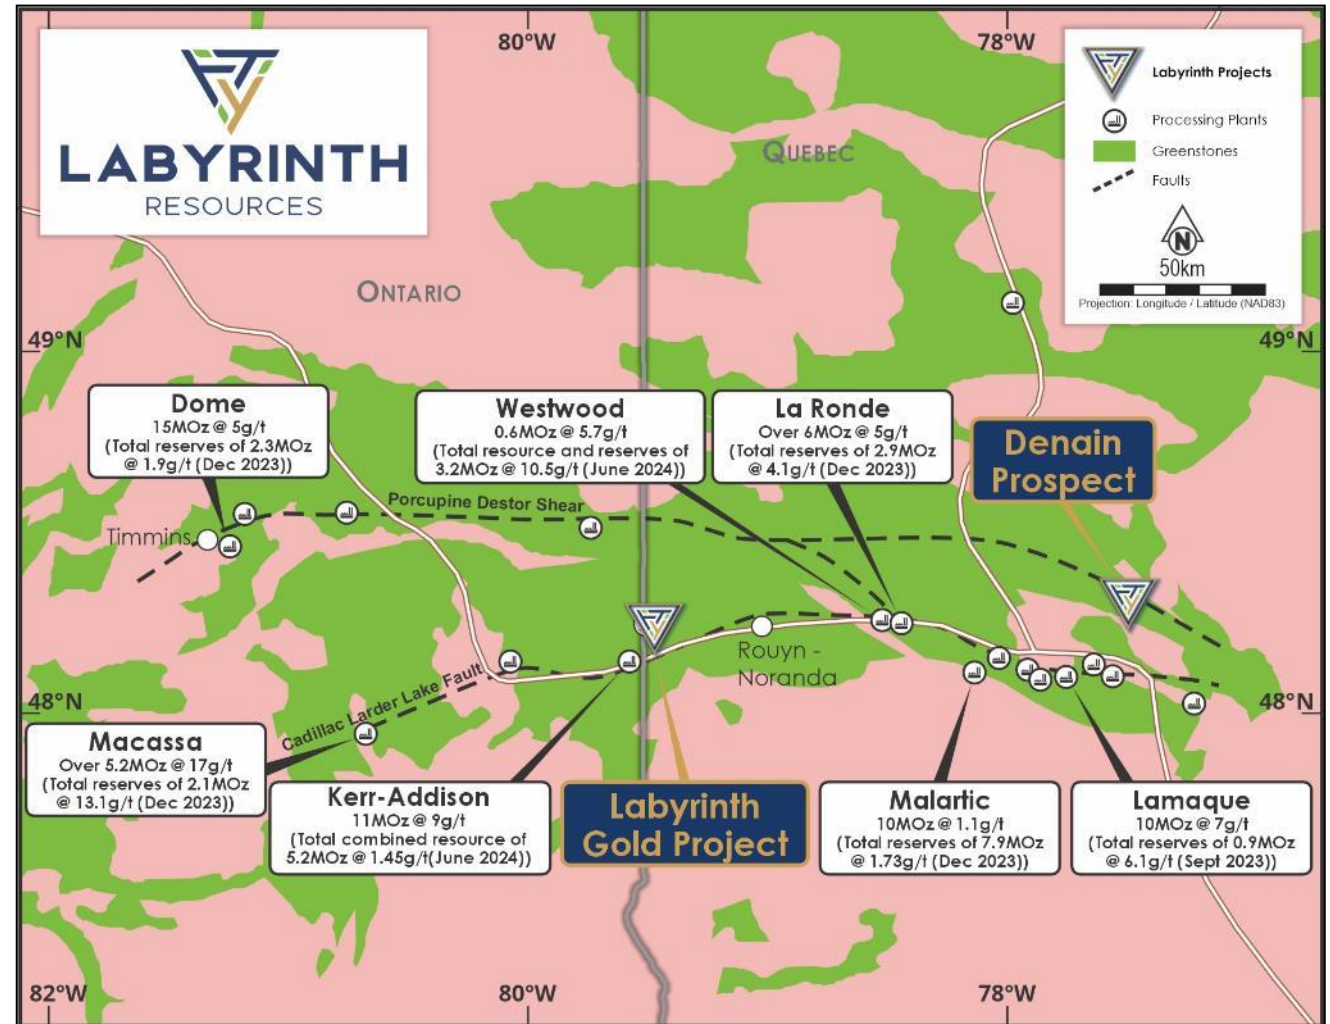 80°W
78°W
LABYRINTH
RESOURCES
Labyrinth Projects
Processing Plants
Greenstones
Faults
N
50km
Projection: Longitude / Latitude (NAD83)
QUEBEC
ONTARIO
49°N
49°N
Dome
15MOz @ 5g/t
(Total reserves of 2.3MOz
@ 1.9g/t (Dec 2023))
Westwood
0.6MOz @ 5.7g/t
(Total resource and reserves of
3.2MOz @ 10.5g/t (June 2024))
La Ronde
Over 6MOz @ 5g/t
(Total reserves of 2.9MOz
@ 4.1g/t (Dec 2023))
Denain
Prospect
Porcupine Destor Shear
Timmins
Rouyn -
Noranda
Cadillac Larder Lake Fault
48°N
48°N
Macassa
Over 5.2MOz @ 17g/t
(Total reserves of 2.1MOz
@ 13.1g/t (Dec 2023))
Kerr-Addison
11MOz @ 9g/t
(Total combined resource of
5.2MOz @ 1.45g/t(June 2024))
Labyrinth
Gold Project
Malartic
10MOz @ 1.1g/t
(Total reserves of 7.9MOz
@ 1.73g/t (Dec 2023))
Lamaque
10MOz @ 7g/t
(Total reserves of 0.9MOz
@ 6.1g/t (Sept 2023))
82°W
80°W
78°W